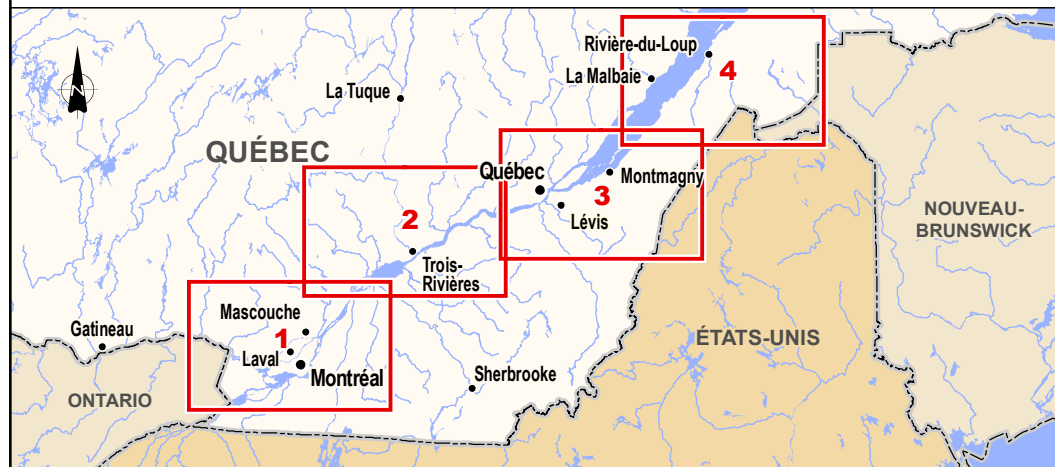 N
Rivière-du-Loup
La Malbaie
4
La Tuque
QUÉBEC
Québec
3
Montmagny
Lévis
2
Trois-
Rivières
NOUVEAU-
BRUNSWICK
Mascouche
1
Laval
Montréal
Gatineau
ONTARIO
Sherbrooke
ÉTATS-UNIS